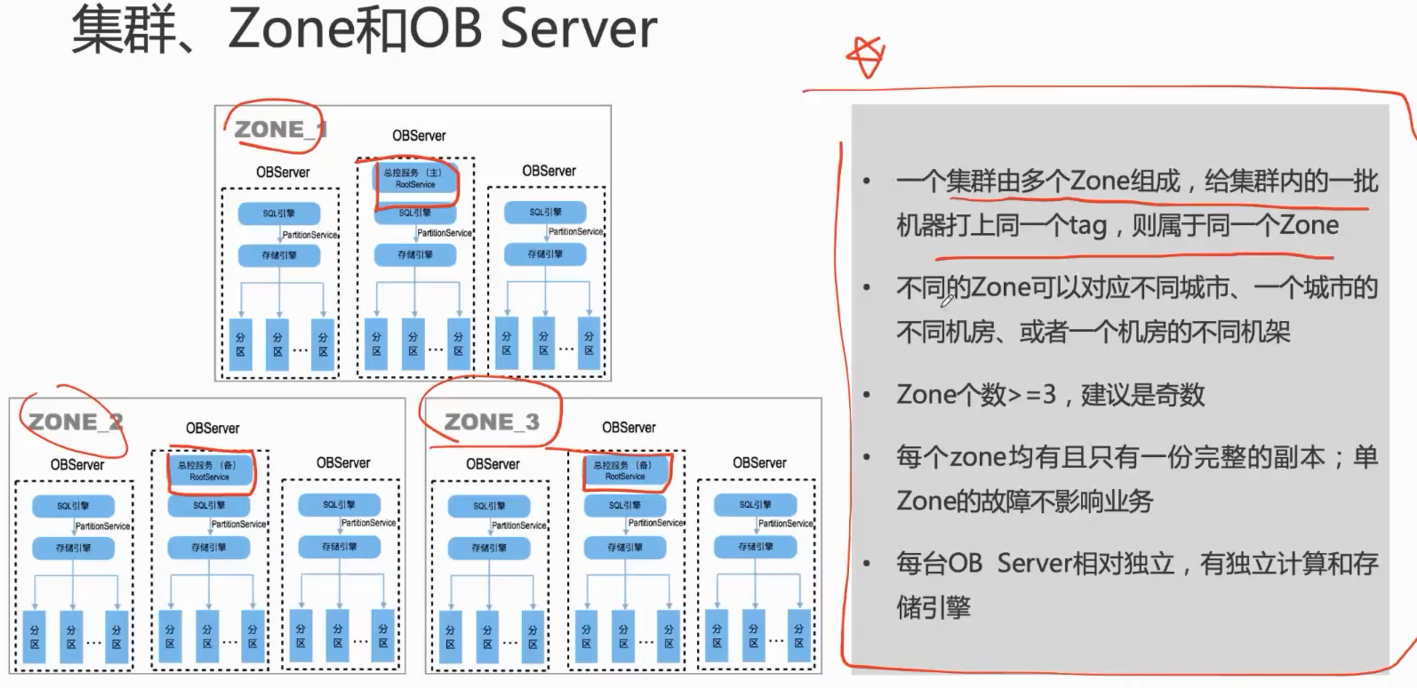 集群、Zone和OB Server
ZONE_1
OBServer
OBServer
OBServer
总控服务（主）
RootService
SQL引擎
SQL引擎
SQL引擎
PartitionService
PartitionService
PartitionService
存储引擎
存储引擎
存储引擎
分区
分区
...
分区
分区
分区
...
分区
分区
分区
...
分区
ZONE_2
OBServer
OBServer
OBServer
总控服务（备）
RootService
SQL引擎
SQL引擎
SQL引擎
PartitionService
PartitionService
PartitionService
存储引擎
存储引擎
存储引擎
分区
分区
...
分区
分区
分区
...
分区
分区
分区
...
分区
ZONE_3
OBServer
OBServer
OBServer
总控服务（备）
RootService
SQL引擎
SQL引擎
SQL引擎
PartitionService
PartitionService
PartitionService
存储引擎
存储引擎
存储引擎
分区
分区
...
分区
分区
分区
...
分区
分区
分区
...
分区
• 一个集群由多个Zone组成，给集群内的一批
机器打上同一个tag，则属于同一个Zone
• 不同的Zone可以对应不同城市、一个城市的
不同机房、或者一个机房的不同机架
• Zone个数>=3，建议是奇数
• 每个zone均有且只有一份完整的副本；单
Zone的故障不影响业务
• 每台OB Server相对独立，有独立计算和存
储引擎